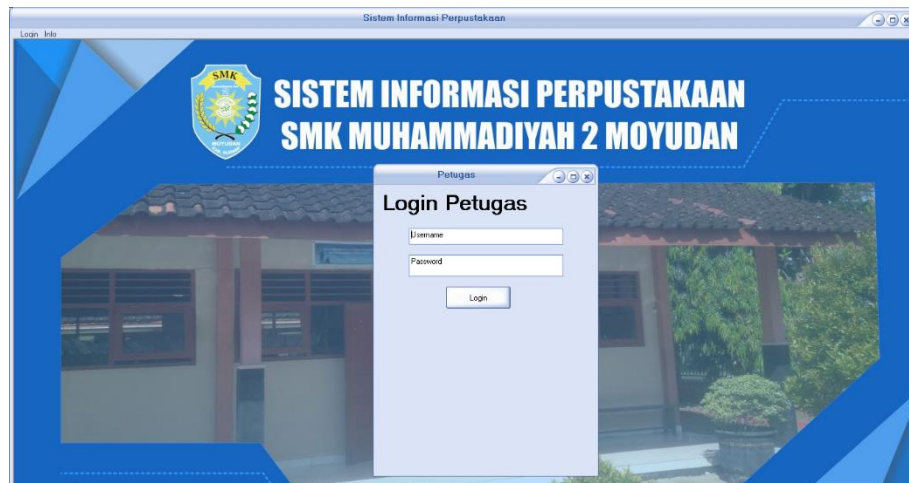 Sistem Informasi Perpustakaan
Login Info
SMK
MOYUDAN
SISTEM INFORMASI PERPUSTAKAAN
SMK MUHAMMADIYAH 2 MOYUDAN
Petugas
Login Petugas
Username
Password
Login